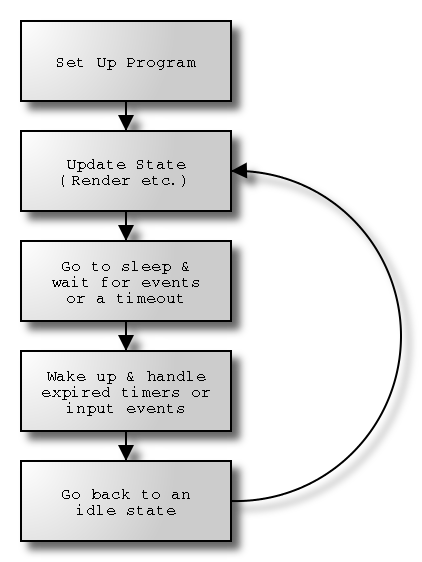 Set Up Program
Update State
(Render etc.)
Go to sleep &
wait for events
or a timeout
Wake up & handle
expired timers or
input events
Go back to an
idle state